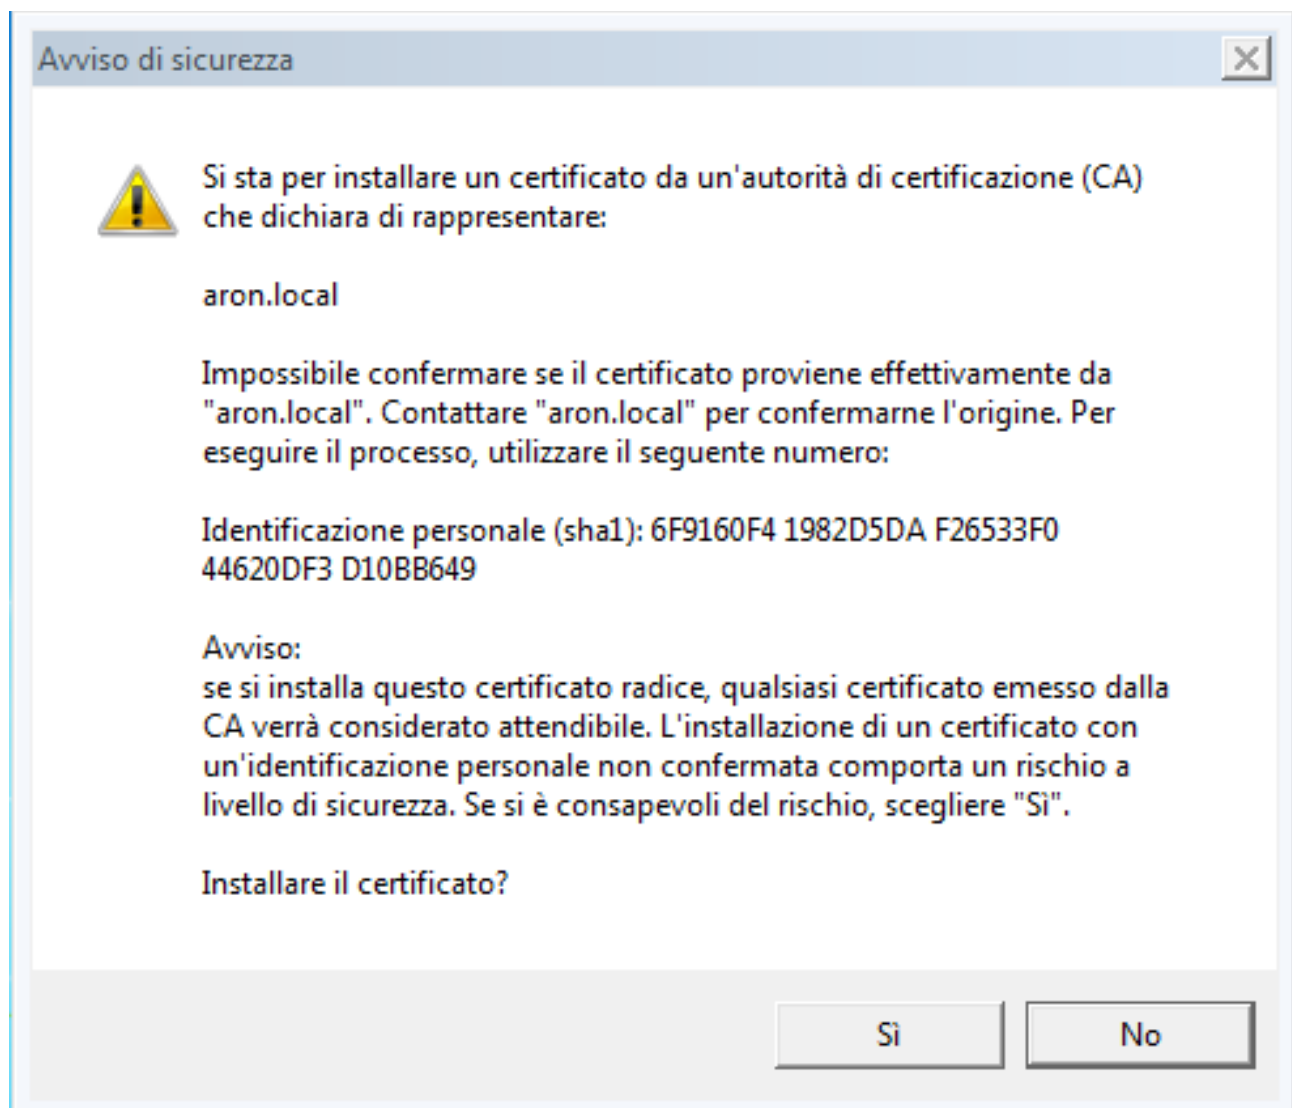 Avviso di sicurezza
Si sta per installare un certificato da un'autorità di certificazione (CA)
che dichiara di rappresentare:
aron.local
Impossibile confermare se il certificato proviene effettivamente da
"aron.local". Contattare "aron.local" per confermarne l'origine. Per
eseguire il processo, utilizzare il seguente numero:
Identificazione personale (sha1): 6F9160F4 1982D5DA F26533F0
44620DF3 D10BB649
Avviso:
se si installa questo certificato radice, qualsiasi certificato emesso dalla
CA verrà considerato attendibile. L'installazione di un certificato con
un'identificazione personale non confermata comporta un rischio a
livello di sicurezza. Se si è consapevoli del rischio, scegliere "Sì".
Installare il certificato?
Sì
No